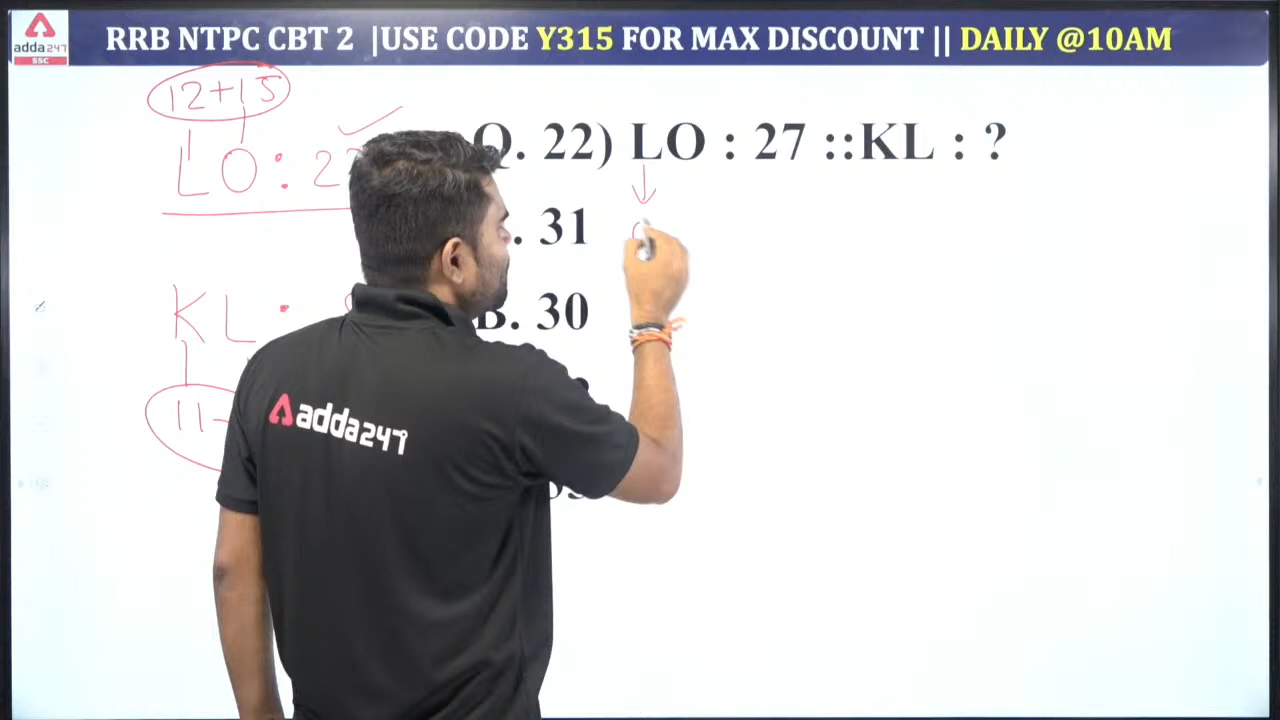 adda247
SSC
RRB NTPC CBT 2 |USE CODE Y315 FOR MAX DISCOUNT || DAILY @10AM
12+15
LO : 2
KL :
11-
Q. 22) LO : 27 ::KL : ?
. 31
B. 30
adda247